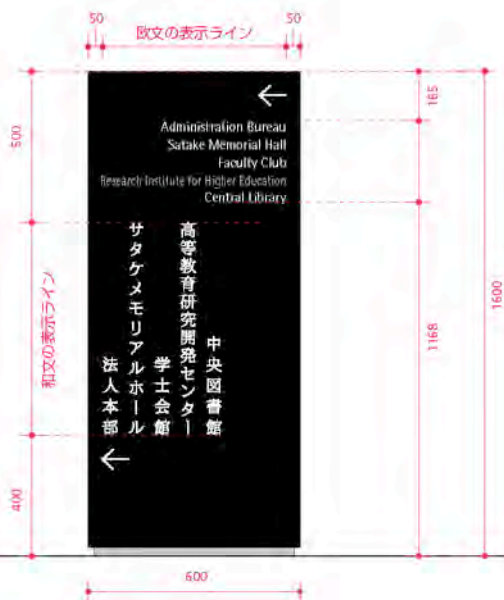 50
50
欧文の表示ライン
Administration Bureau
Satake Memorial Hall
Faculty Club
Research Institute for Higher Education
Central Library
中央図書館
高等教育研究開発センター
学士会館
サタケメモリアルホール
法人本部
500
和文の表示ライン
400
165
1168
1600
600